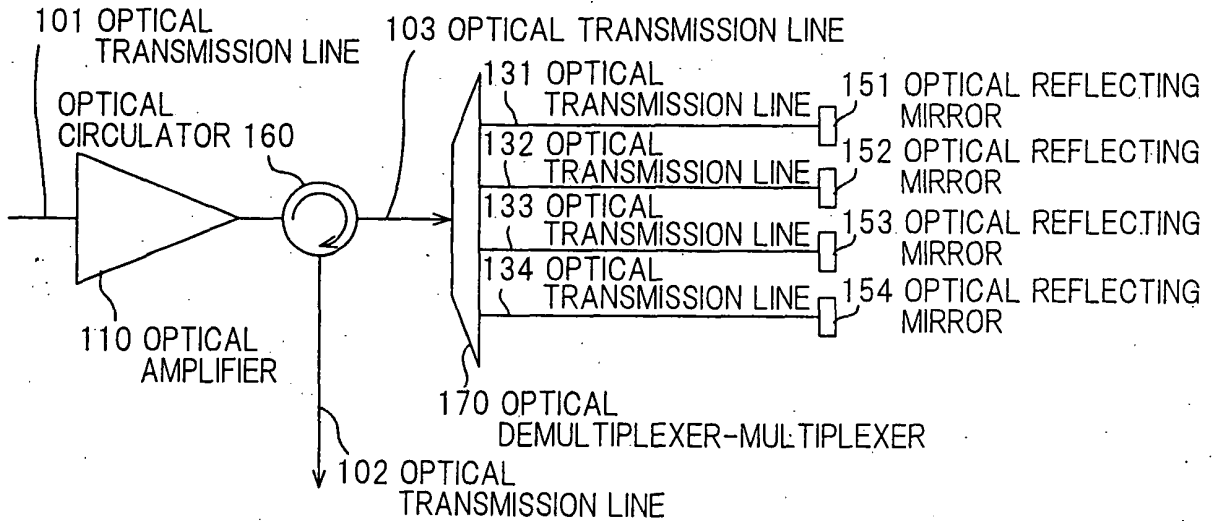 101 OPTICAL
TRANSMISSION LINE
103 OPTICAL TRANSMISSION LINE
OPTICAL
CIRCULATOR 160
131 OPTICAL
TRANSMISSION LINE
151 OPTICAL REFLECTING
MIRROR
132 OPTICAL
TRANSMISSION LINE
152 OPTICAL REFLECTING
MIRROR
133 OPTICAL
TRANSMISSION LINE
153 OPTICAL REFLECTING
MIRROR
134 OPTICAL
TRANSMISSION LINE
154 OPTICAL REFLECTING
MIRROR
110 OPTICAL
AMPLIFIER
170 OPTICAL
DEMULTIPLEXER-MULTIPLEXER
102 OPTICAL
TRANSMISSION LINE